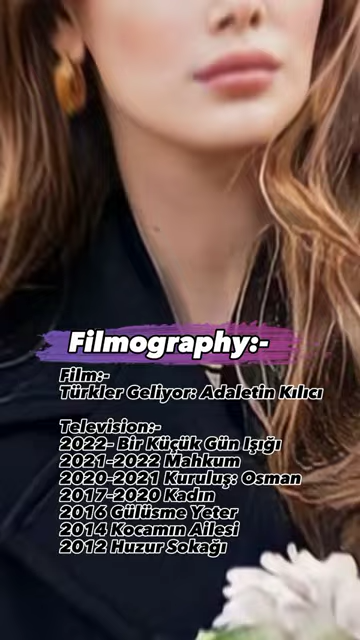 Filmography:-
Film:-
Türkler Geliyor: Adaletin Kılıcı
Television:-
2022- Bir Küçük Gün Işığı
2021-2022 Mahkum
2020-2021 Kuruluş: Osman
2017-2020 Kadın
2016 Gülüsme Yeter
2014 Kocamın Ailesi
2012 Huzur Sokağı